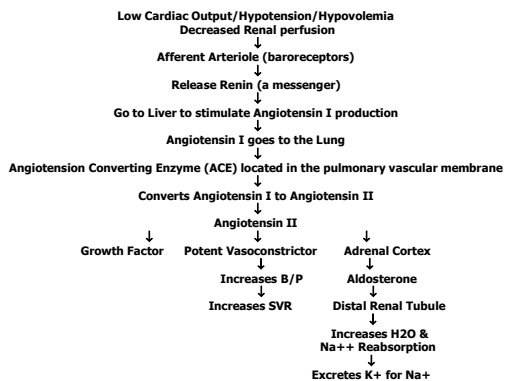 Low Cardiac Output/Hypotension/Hypovolemia
Decreased Renal perfusion
↓
Afferent Arteriole (baroreceptors)
↓
Release Renin (a messenger)
↓
Go to Liver to stimulate Angiotensin I production
↓
Angiotensin I goes to the Lung
↓
Angiotension Converting Enzyme (ACE) located in the pulmonary vascular membrane
↓
Converts Angiotensin I to Angiotensin II
↓
Angiotensin II
↓ ↓ ↓
Growth Factor Potent Vasoconstrictor Adrenal Cortex
↓ ↓
Increases B/P Aldosterone
↓ ↓
Increases SVR Distal Renal Tubule
↓
Increases H2O &
Na++ Reabsorption
↓
Excretes K+ for Na+